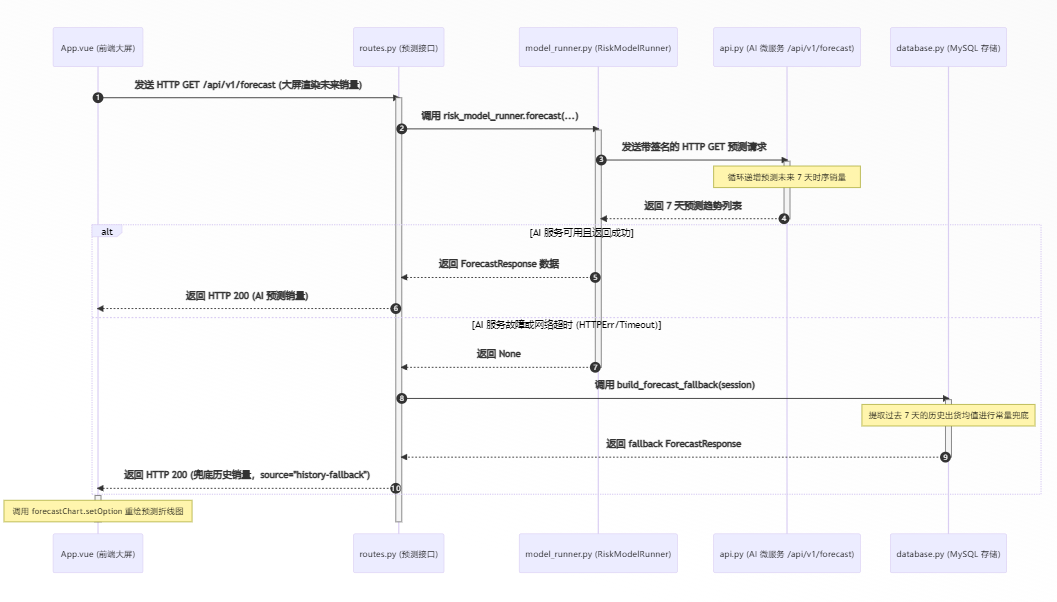 App.vue (前端大屏)
routes.py (预测接口)
model_runner.py (RiskModelRunner)
api.py (AI 微服务 /api/v1/forecast)
database.py (MySQL 存储)
发送 HTTP GET /api/v1/forecast (大屏渲染未来销量)
1
调用 risk_model_runner.forecast(...)
2
发送带签名的 HTTP GET 预测请求
3
循环递增预测未来 7 天时序销量
返回 7 天预测趋势列表
4
alt
[AI 服务可用且返回成功]
返回 ForecastResponse 数据
5
返回 HTTP 200 (AI 预测销量)
6
[AI 服务故障或网络超时 (HTTPErr/Timeout)]
返回 None
7
调用 build_forecast_fallback(session)
8
提取过去 7 天的历史出货均值进行常量兜底
返回 fallback ForecastResponse
9
返回 HTTP 200 (兜底历史销量，source="history-fallback")
10
调用 forecastChart.setOption 重绘预测折线图
App.vue (前端大屏)
routes.py (预测接口)
model_runner.py (RiskModelRunner)
api.py (AI 微服务 /api/v1/forecast)
database.py (MySQL 存储)